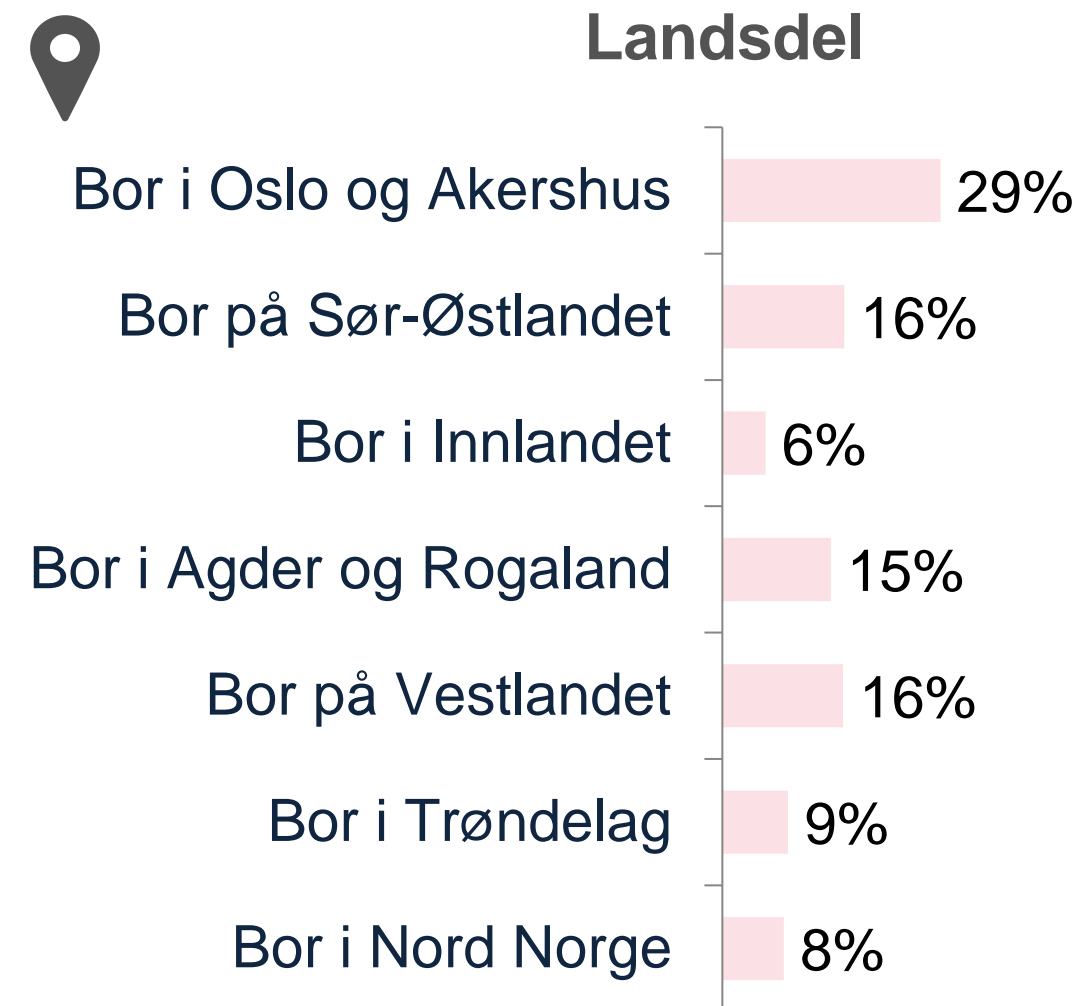 Landsdel
Bor i Oslo og Akershus 29%
Bor på Sør-Østlandet 16%
Bor i Innlandet 6%
Bor i Agder og Rogaland 15%
Bor på Vestlandet 16%
Bor i Trøndelag 9%
Bor i Nord Norge 8%